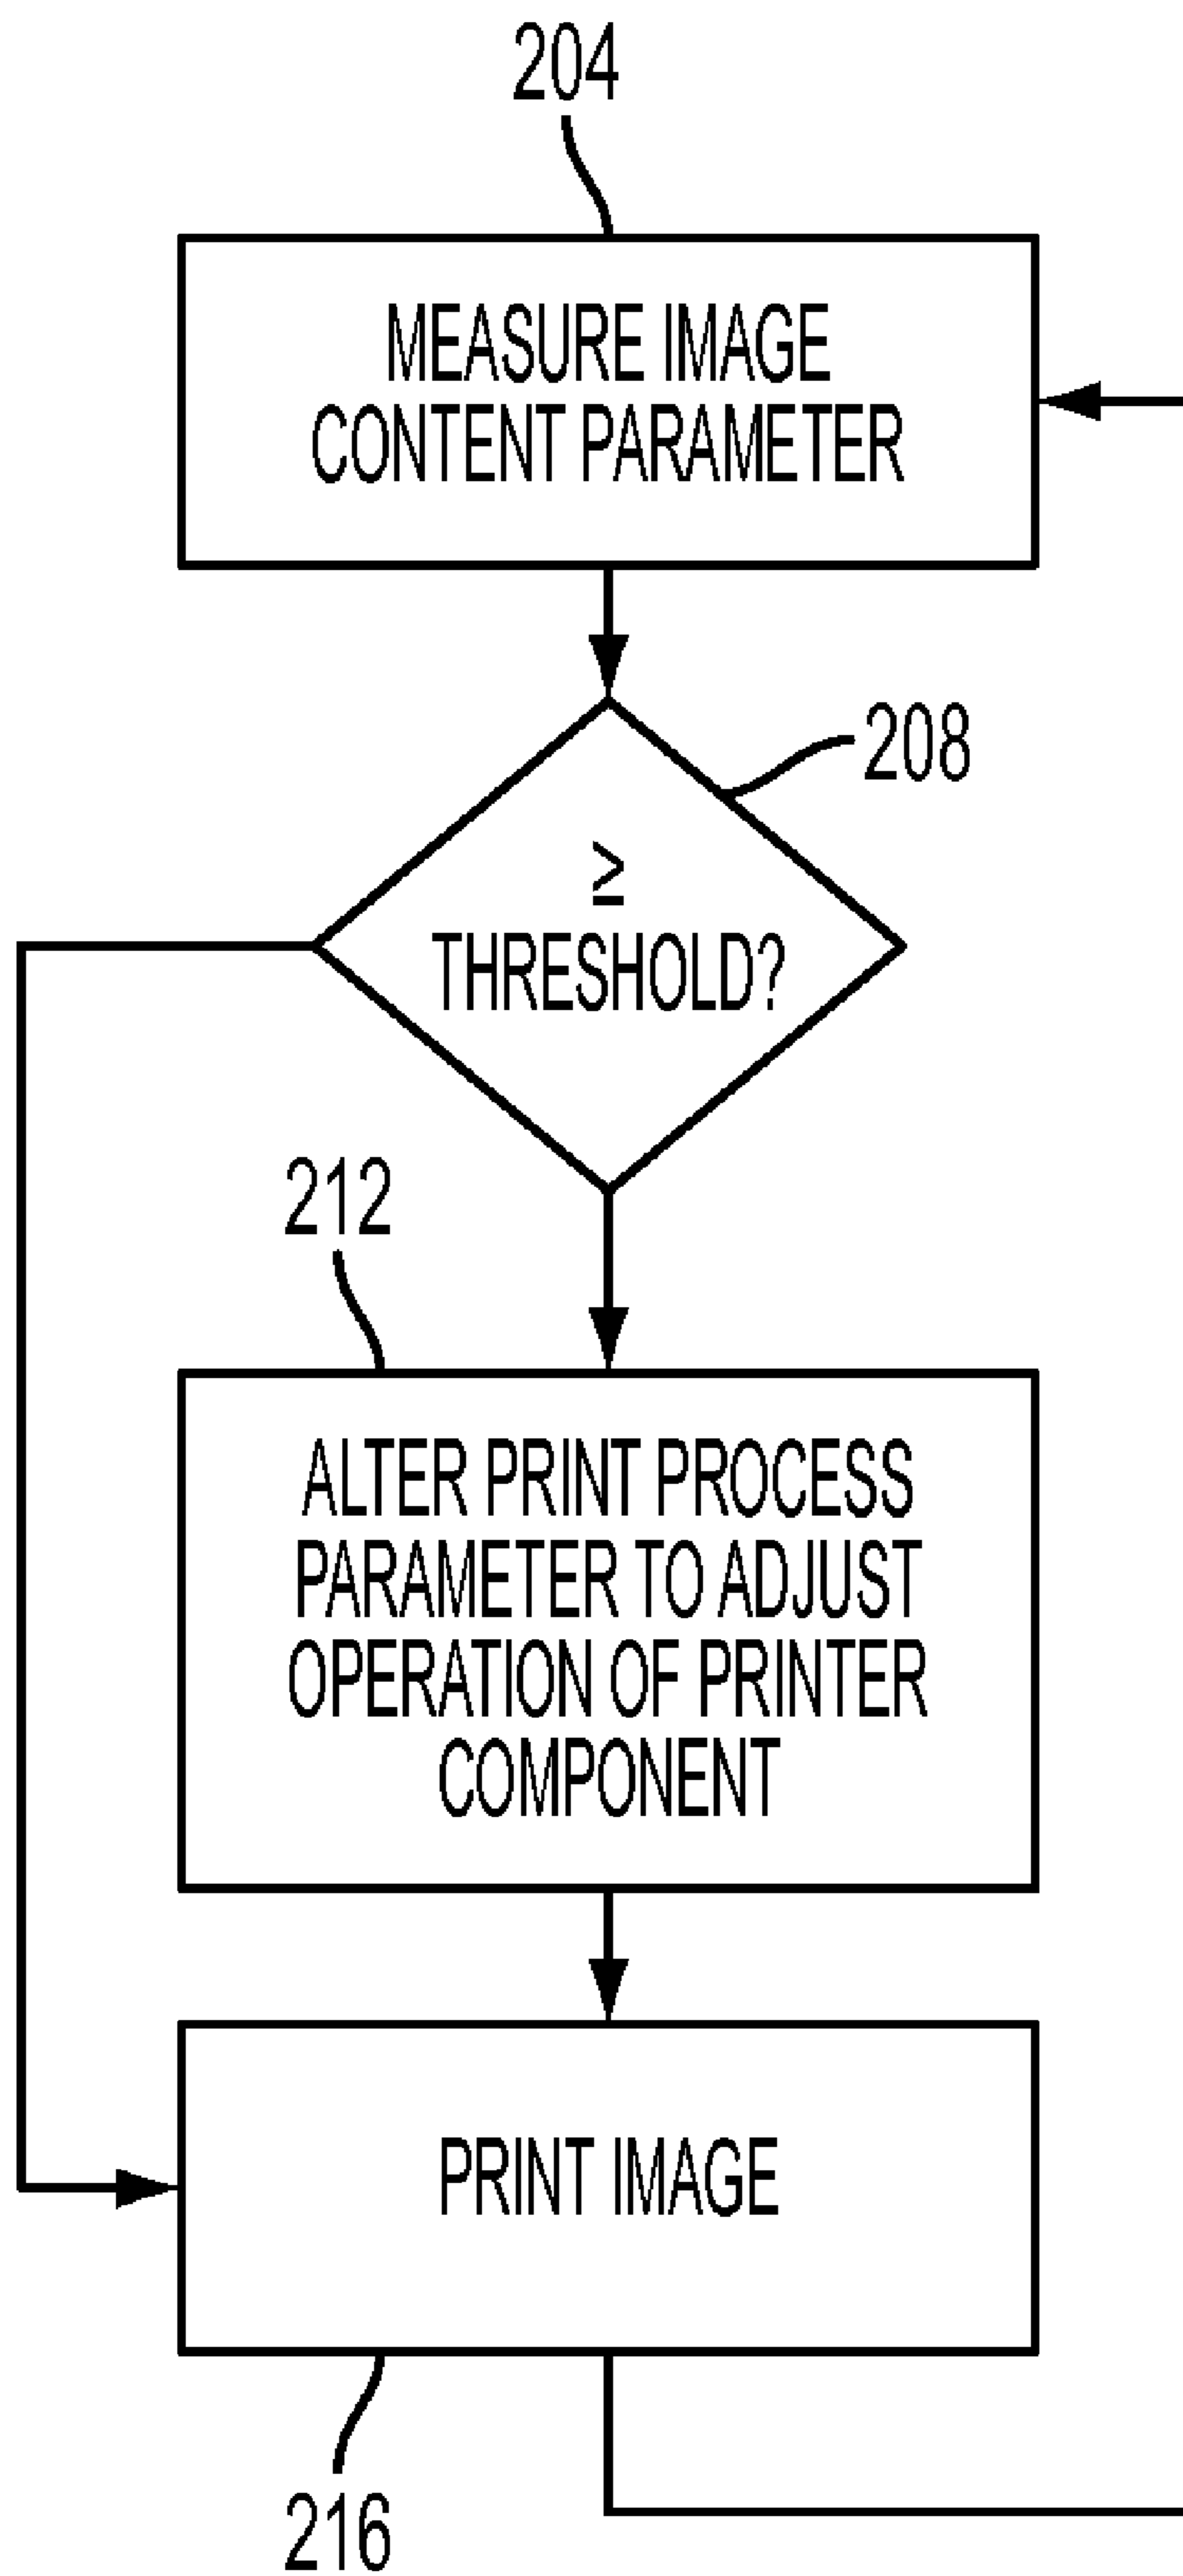 204
MEASURE IMAGE
CONTENT PARAMETER
208
≥
THRESHOLD?
212
ALTER PRINT PROCESS
PARAMETER TO ADJUST
OPERATION OF PRINTER
COMPONENT
PRINT IMAGE
216